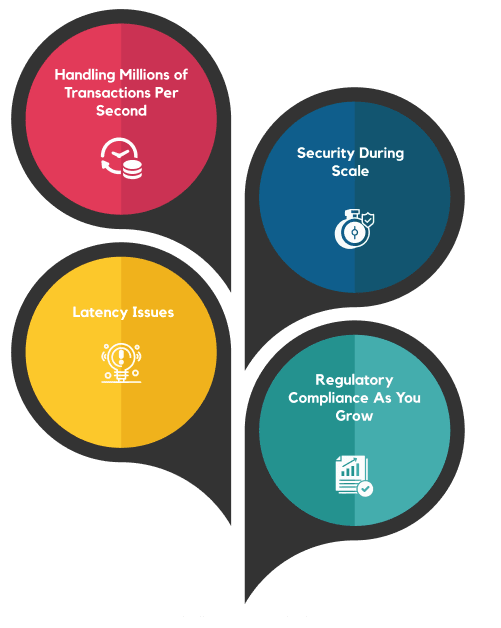 Handling Millions of
Transactions Per
Second
Security During
Scale
Latency Issues
Regulatory
Compliance As You
Grow